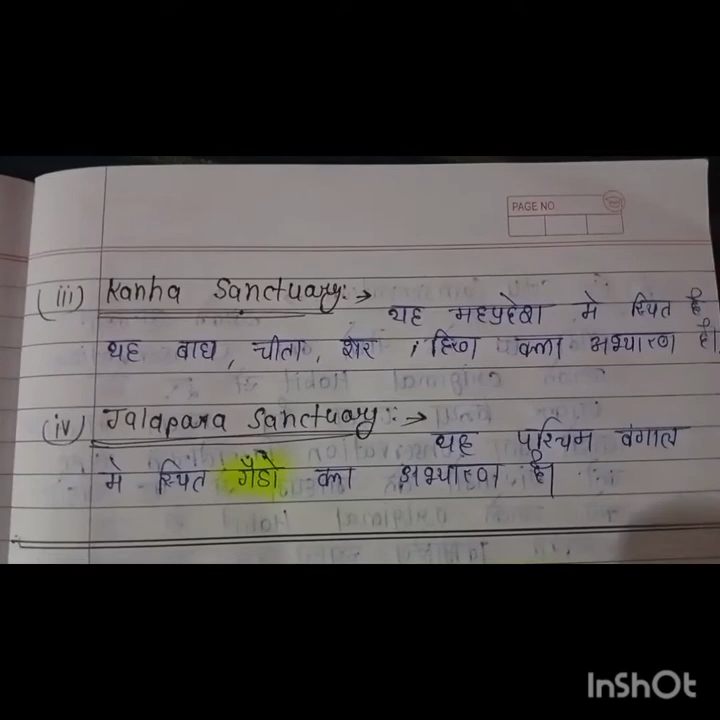 PAGE NO
(iii) Kanha Sanctuary:→
यह मध्प्रदेश मे स्थित है
यह बाघ, चीता, शेर, हिरण का अभ्यारण है।
(iv) Jalapara Sanctuary:→
यह पश्चिम बंगाल
मे स्थित गैंडो का अभ्यारण है।
InShOt